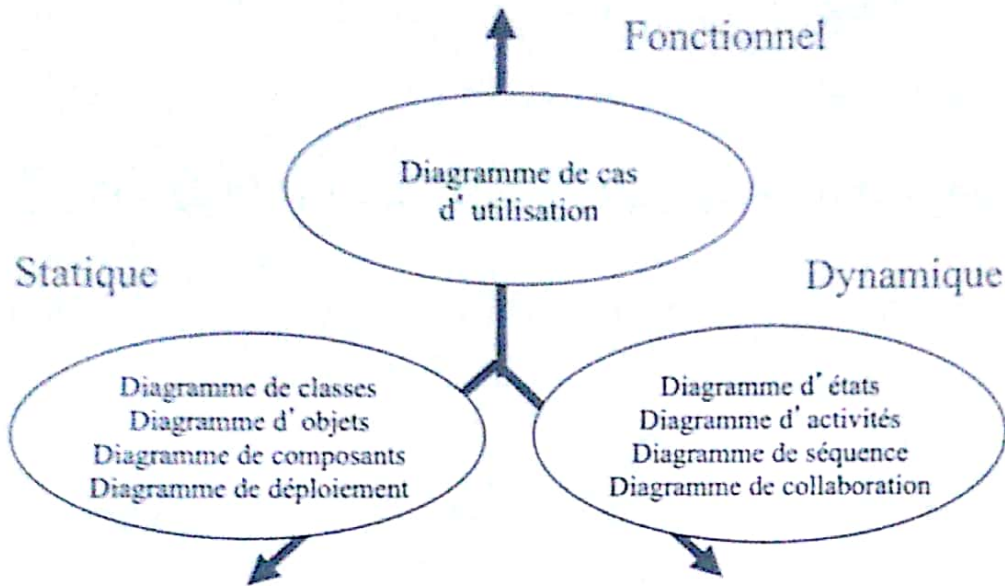 Fonctionnel
Diagramme de cas
d' utilisation
Statique
Dynamique
Diagramme de classes
Diagramme d' objets
Diagramme de composants
Diagramme de déploiement
Diagramme d' états
Diagramme d' activités
Diagramme de séquence
Diagramme de collaboration